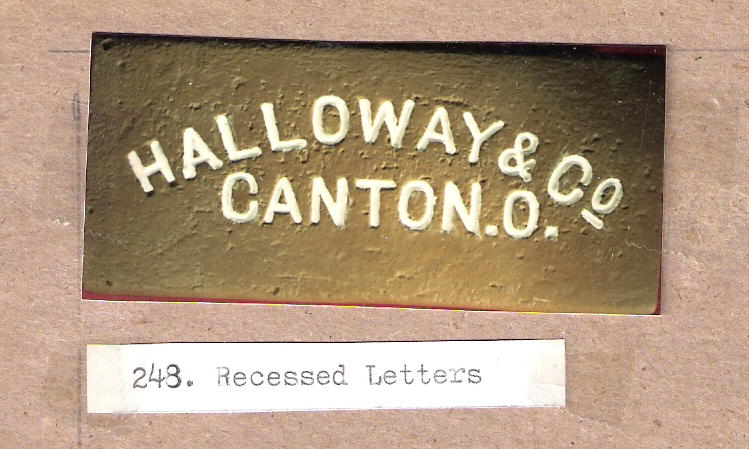 HALLOWAY & Co
CANTON. O.
248. Recessed Letters